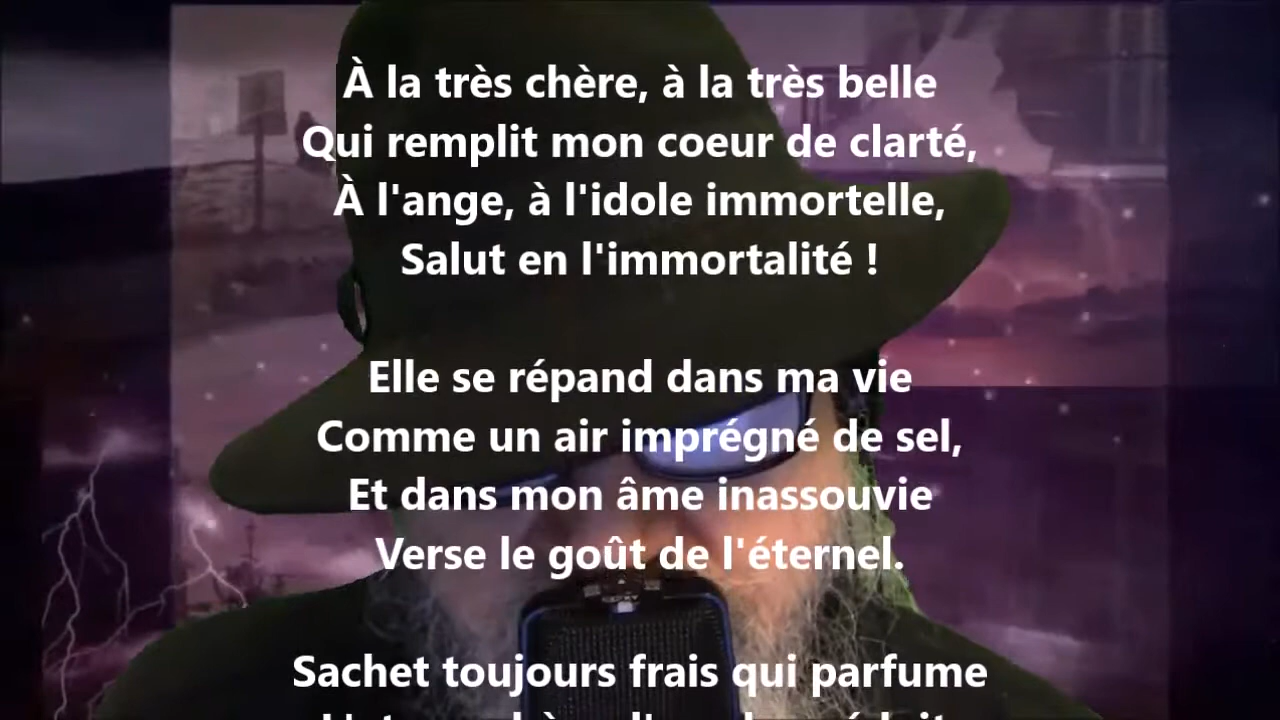 À la très chère, à la très belle
Qui remplit mon coeur de clarté,
À l'ange, à l'idole immortelle,
Salut en l'immortalité !
Elle se répand dans ma vie
Comme un air imprégné de sel,
Et dans mon âme inassouvie
Verse le goût de l'éternel.
Sachet toujours frais qui parfume